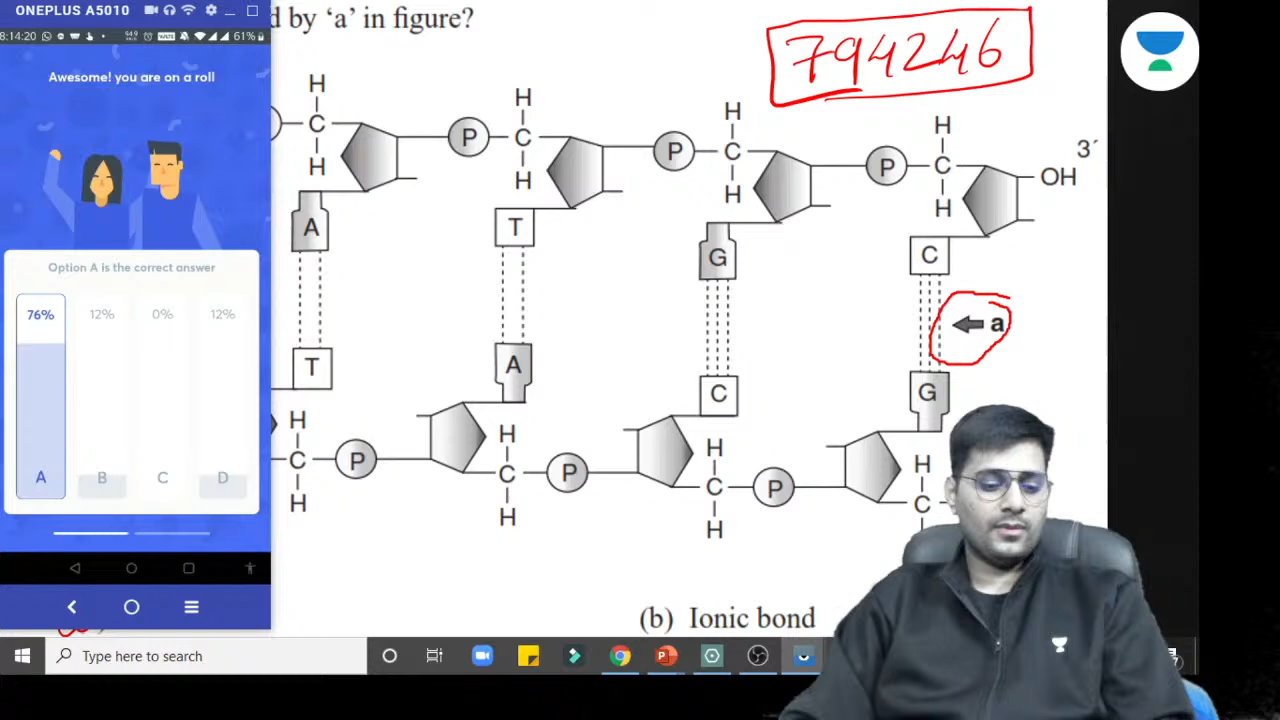 ONEPLUS A5010
8:14:20
61%
Awesome! you are on a roll
Option A is the correct answer
76% 12% 0% 12%
A B C D
d by ‘a’ in figure?
794246
H H H H
P C P C P C 3´
C OH
H H H H
A T G C
a
T A C G
H H H H
C P C P C P C
H H H
(b) Ionic bond
Type here to search